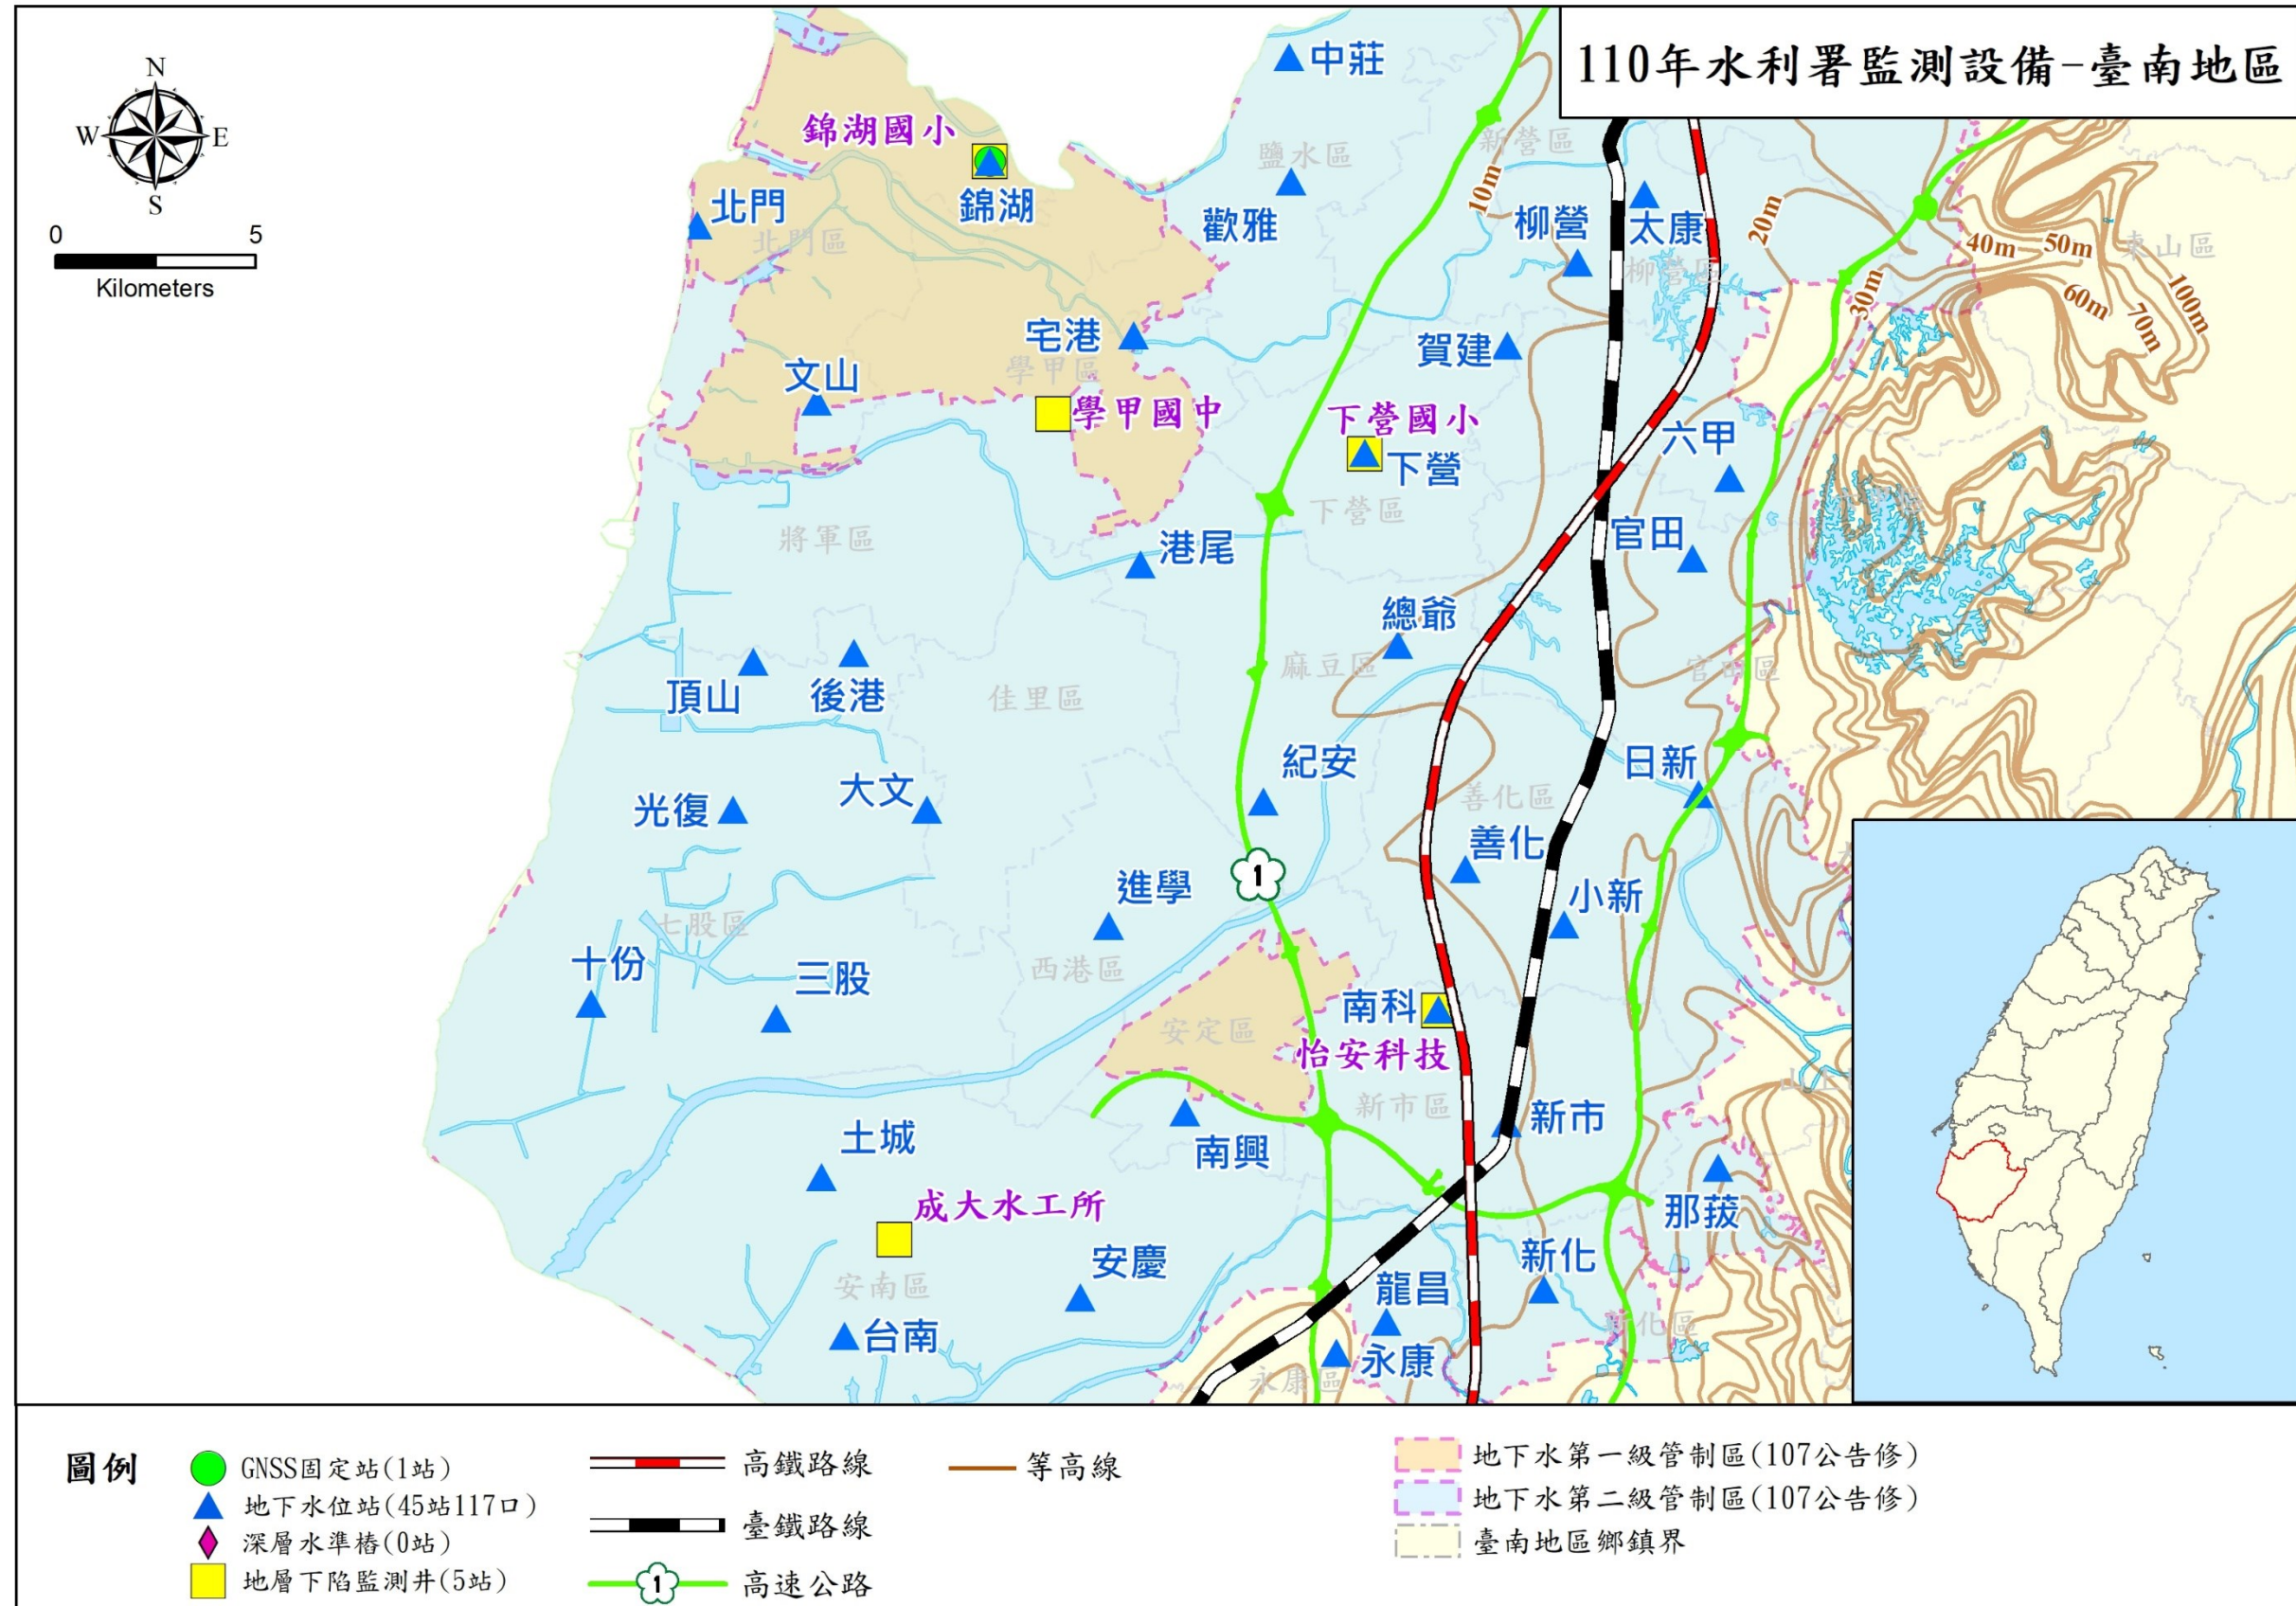 110年水利署監測設備-臺南地區
N
W
E
S
0
5
Kilometers
中莊
錦湖國小
錦湖
鹽水區
新營區
北門
北門區
歡雅
10m
柳營
太康
柳營區
20m
30m
40m
50m
60m
70m
100m
東山區
宅港
學甲區
賀建
文山
學甲國中
下營國小
下營
下營區
六甲
官田
將軍區
港尾
總爺
麻豆區
官田區
頂山
後港
佳里區
紀安
日新
光復
大文
善化區
善化
進學
小新
七股區
十份
三股
西港區
1
安定區
南科
怡安科技
新市區
新市
土城
南興
成大水工所
那菝
安慶
安南區
新化
龍昌
新化區
台南
永康
永康區
圖例
GNSS固定站(1站)
地下水位站(45站117口)
深層水準樁(0站)
地層下陷監測井(5站)
高鐵路線
臺鐵路線
1
高速公路
等高線
地下水第一級管制區(107公告修)
地下水第二級管制區(107公告修)
臺南地區鄉鎮界